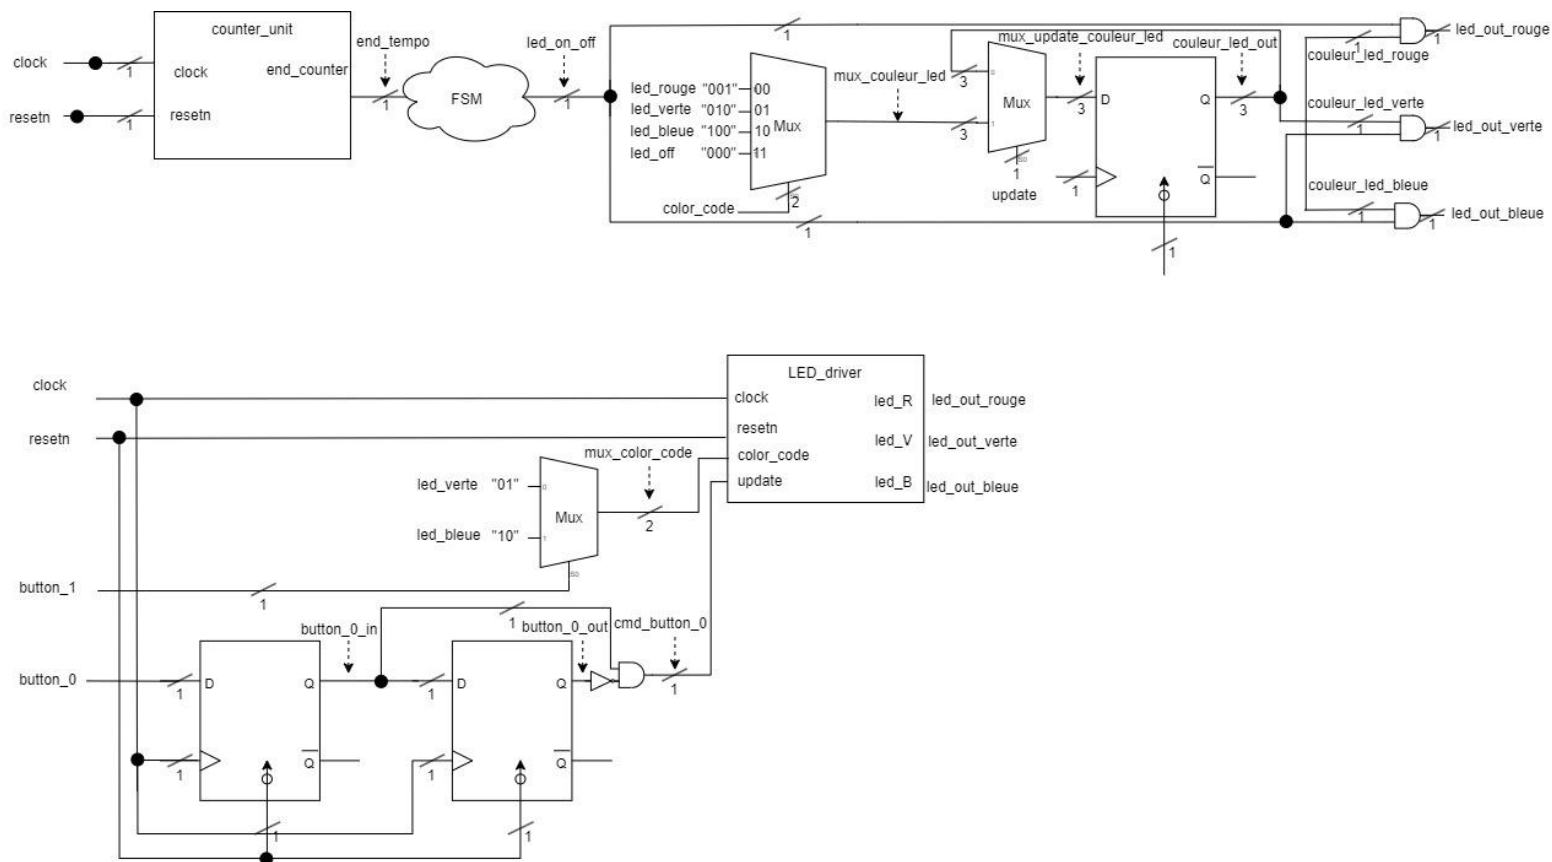 counter_unit
clock
clock
end_counter
resetn
resetn
1
1
end_tempo
1
FSM
led_on_off
1
1
led_rouge "001" 00
led_verte "010" 01
led_bleue "100" 10
led_off "000" 11
Mux
color_code
2
1
mux_couleur_led
3
3
0
1
Mux
1
update
mux_update_couleur_led
3
couleur_led_out
D
Q
3
1
Q
1
1
couleur_led_rouge
1
led_out_rouge
couleur_led_verte
1
1
led_out_verte
couleur_led_bleue
1
1
led_out_bleue
clock
resetn
LED_driver
clock
led_R
led_out_rouge
resetn
led_V
led_out_verte
color_code
update
led_B
led_out_bleue
mux_color_code
led_verte "01"
0
Mux
2
led_bleue "10"
1
button_1
1
button_0
1
D
Q
button_0_in
1
Q
1
1
D
Q
1
button_0_out
cmd_button_0
1
1
Q
1